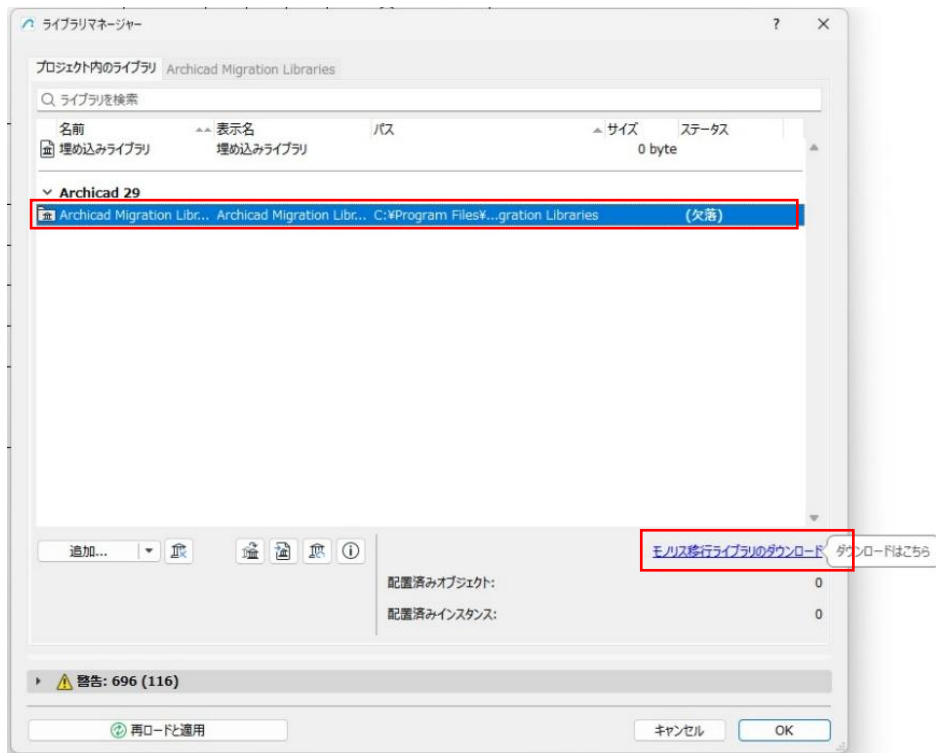 ライブラリマネージャー ? ×
プロジェクト内のライブラリ Archicad Migration Libraries
ライブラリを検索
名前 表示名 パス サイズ ステータス
埋め込みライブラリ 埋め込みライブラリ 0 byte
Archicad 29
Archicad Migration Libr... Archicad Migration Libr... C:¥Program Files¥...gration Libraries (欠落)
追加... モノリス移行ライブラリのダウンロード ダウンロードはこちら
配置済みオブジェクト: 0
配置済みインスタンス: 0
警告: 696 (116)
再ロードと適用 キャンセル OK